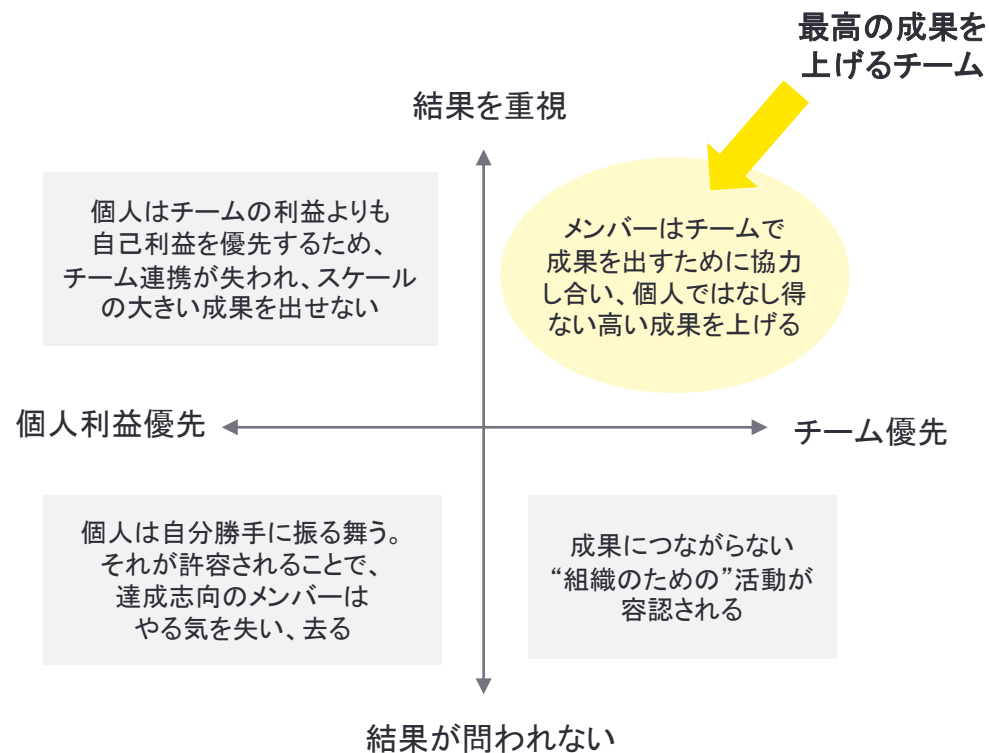 最高の成果を
上げるチーム
結果を重視
個人はチームの利益よりも
自己利益を優先するため、
チーム連携が失われ、スケール
の大きい成果を出せない
メンバーはチームで
成果を出すために協力
し合い、個人ではなし得
ない高い成果を上げる
個人利益優先
チーム優先
個人は自分勝手に振る舞う。
それが許容されることで、
達成志向のメンバーは
やる気を失い、去る
成果につながらない
“組織のための”活動が
容認される
結果が問われない